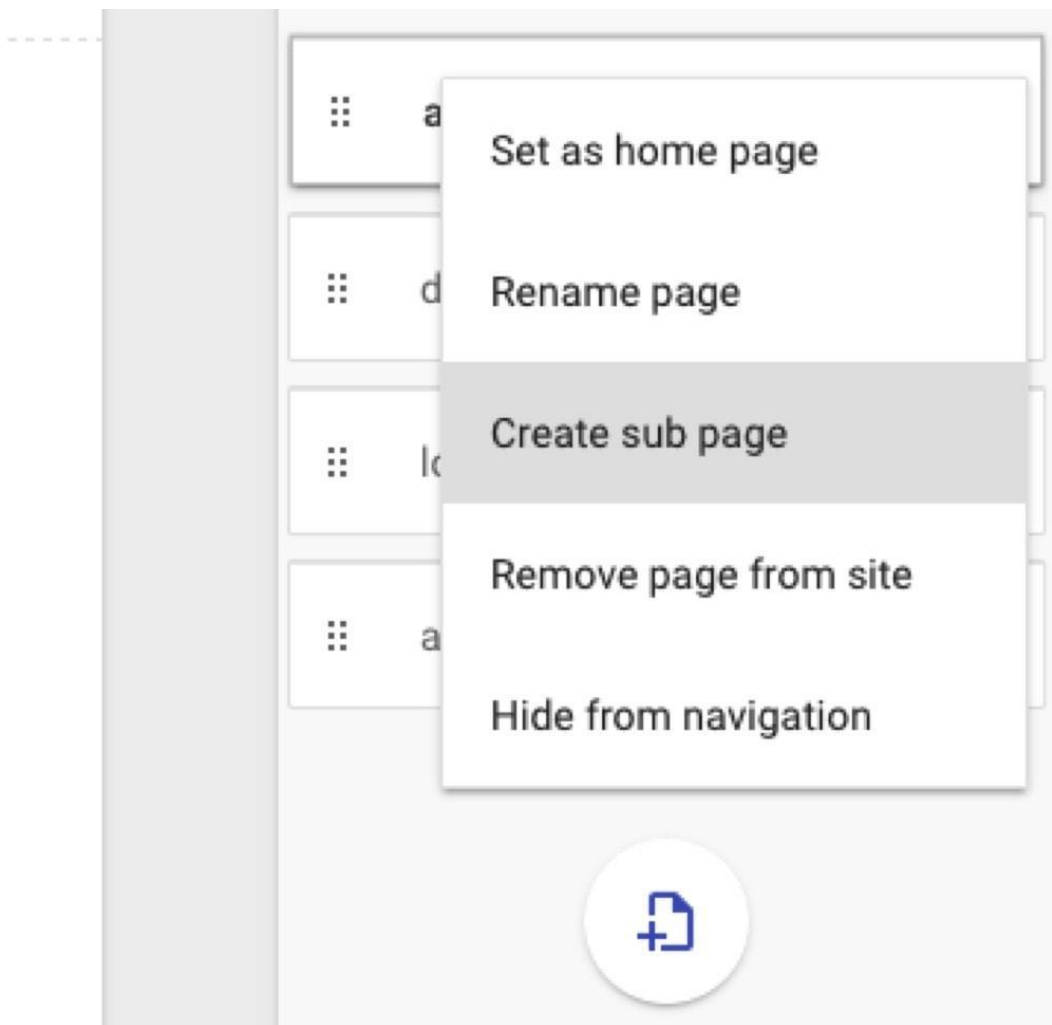 a
Set as home page
d
Rename page
Create sub page
Remove page from site
a
Hide from navigation